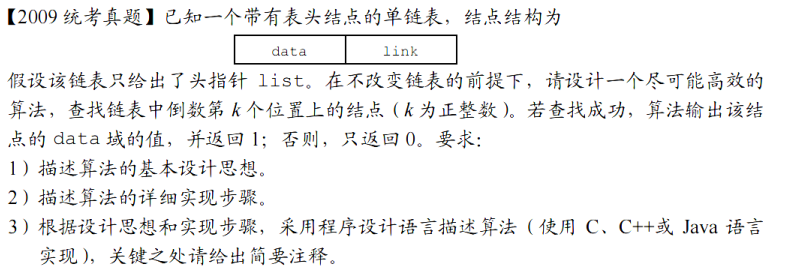 【2009 统考真题】已知一个带有表头结点的单链表，结点结构为
data link
假设该链表只给出了头指针 list。在不改变链表的前提下，请设计一个尽可能高效的
算法，查找链表中倒数第 k 个位置上的结点（k 为正整数）。若查找成功，算法输出该结
点的 data 域的值，并返回 1；否则，只返回 0。要求：
1）描述算法的基本设计思想。
2）描述算法的详细实现步骤。
3）根据设计思想和实现步骤，采用程序设计语言描述算法（使用 C、C++或 Java 语言
实现），关键之处请给出简要注释。